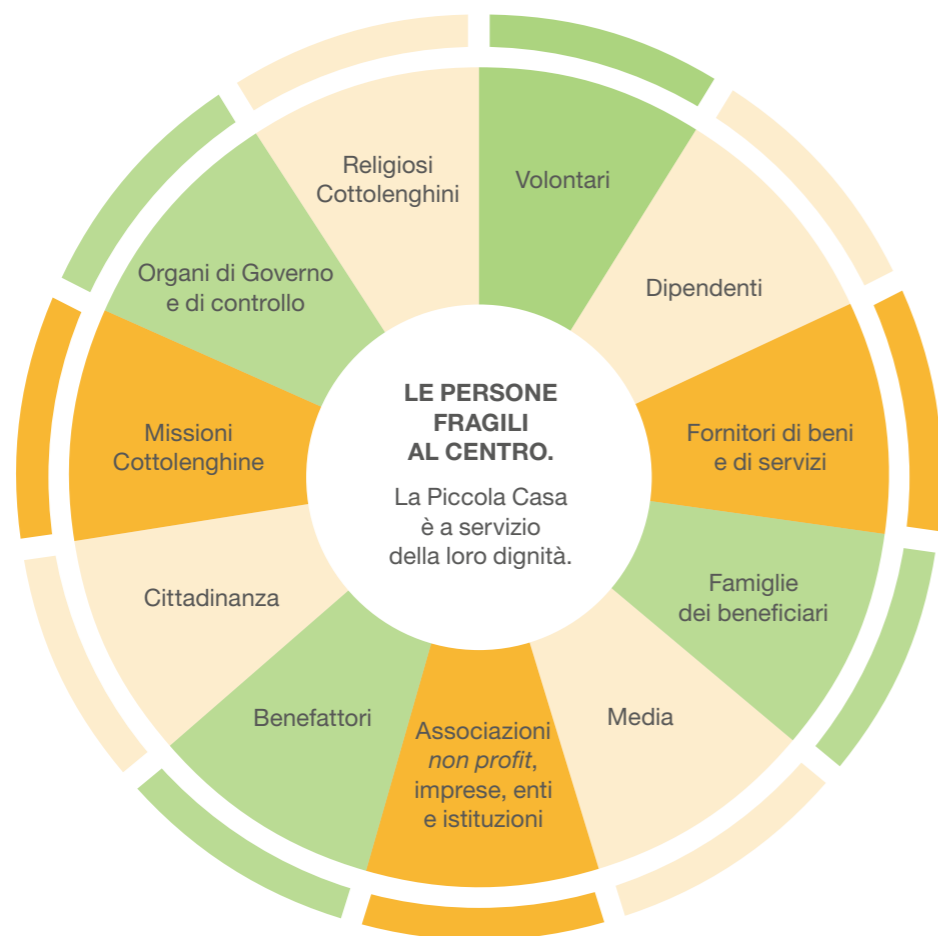 Religiosi
Cottolenghini
Volontari
Organi di Governo
e di controllo
Dipendenti
LE PERSONE
FRAGILI
AL CENTRO.
La Piccola Casa
è a servizio
della loro dignità.
Missioni
Cottolenghine
Fornitori di beni
e di servizi
Cittadinanza
Famiglie
dei beneficiari
Benefattori
Associazioni
non profit,
imprese, enti
e istituzioni
Media